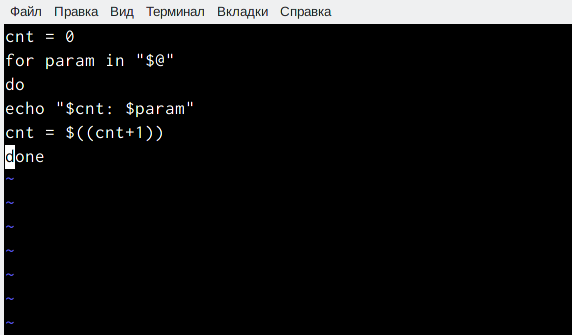 Файл Правка Вид Терминал Вкладки Справка
cnt = 0
for param in "$@"
do
echo "$cnt: $param"
cnt = $((cnt+1))
done
~
~
~
~
~
~
~